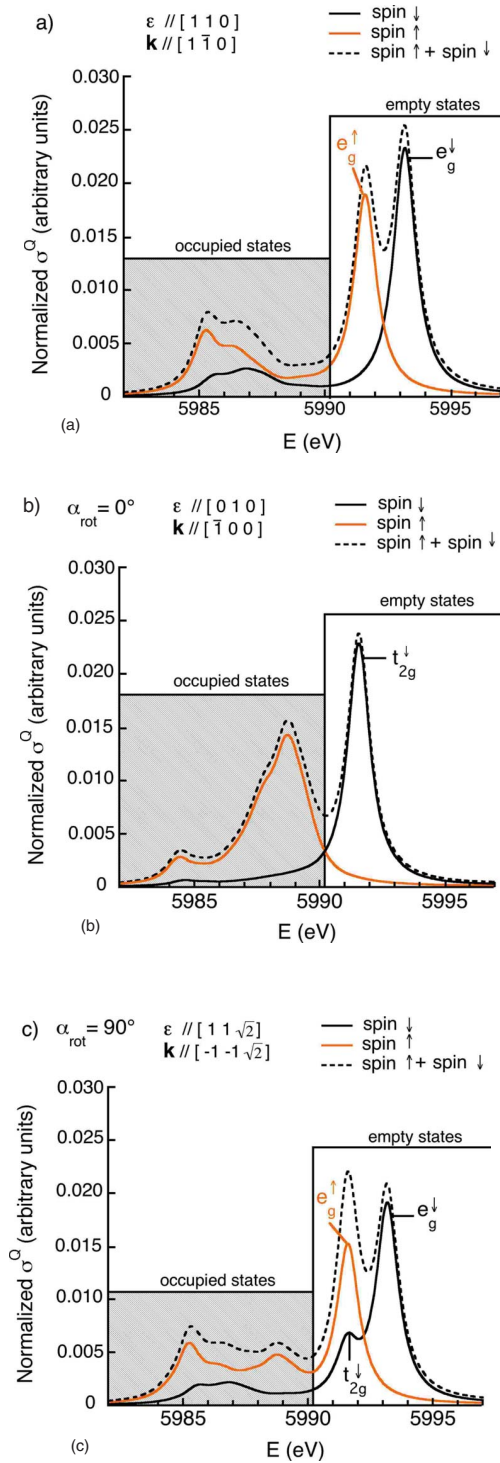 a)
ε // [ 1 1 0 ]
k // [ 1 1̄ 0 ]
spin ↓
spin ↑
spin ↑ + spin ↓
0.030
0.025
0.020
0.015
0.010
0.005
0
Normalized σ^Q (arbitrary units)
occupied states
empty states
e_g^↑
e_g^↓
5985 5990 5995
E (eV)
(a)
b) α_rot = 0°
ε // [ 0 1 0 ]
k // [ 1̄ 0 0 ]
spin ↓
spin ↑
spin ↑ + spin ↓
0.030
0.025
0.020
0.015
0.010
0.005
0
Normalized σ^Q (arbitrary units)
occupied states
empty states
t_2g^↓
5985 5990 5995
E (eV)
(b)
c) α_rot = 90°
ε // [ 1 1 √2 ]
k // [ -1 -1 √2 ]
spin ↓
spin ↑
spin ↑ + spin ↓
0.030
0.025
0.020
0.015
0.010
0.005
0
Normalized σ^Q (arbitrary units)
occupied states
empty states
e_g^↑
e_g^↓
t_2g^↓
5985 5990 5995
E (eV)
(c)